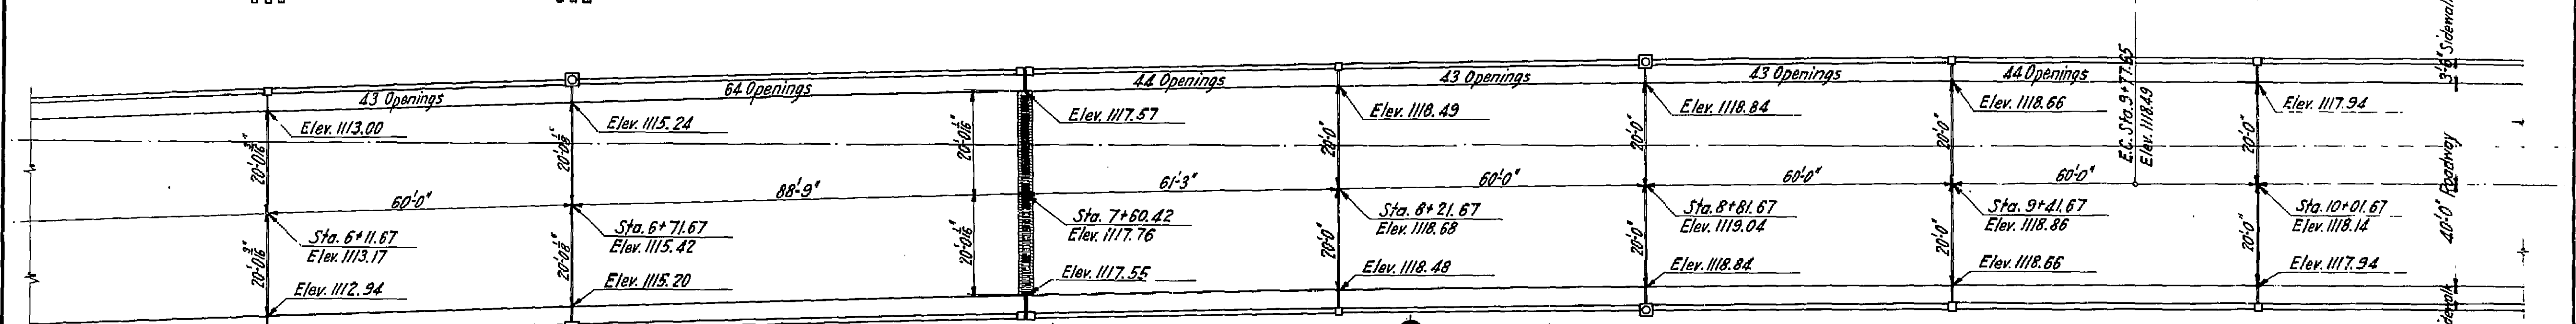 43 Openings
64 Openings
44 Openings
43 Openings
43 Openings
44 Openings
E.C. Sta. 9+77.65
Elev. 1118.49
3'-6" Sidewalk
Elev. 1113.00
Elev. 1115.24
Elev. 1117.57
Elev. 1118.49
Elev. 1118.84
Elev. 1118.66
Elev. 1117.94
20'-0 3/16"
20'-0 1/8"
20'-0 1/16"
20'-0"
20'-0"
20'-0"
20'-0"
60'-0"
88'-9"
61'-3"
60'-0"
60'-0"
60'-0"
40'-0" Roadway
Sta. 6+11.67
Elev. 1113.17
Sta. 6+71.67
Elev. 1115.42
Sta. 7+60.42
Elev. 1117.76
Sta. 8+21.67
Elev. 1118.68
Sta. 8+81.67
Elev. 1119.04
Sta. 9+41.67
Elev. 1118.86
Sta. 10+01.67
Elev. 1118.14
20'-0 3/16"
20'-0 1/8"
20'-0 1/16"
20'-0"
20'-0"
20'-0"
20'-0"
Elev. 1112.94
Elev. 1115.20
Elev. 1117.55
Elev. 1118.48
Elev. 1118.84
Elev. 1118.66
Elev. 1117.94